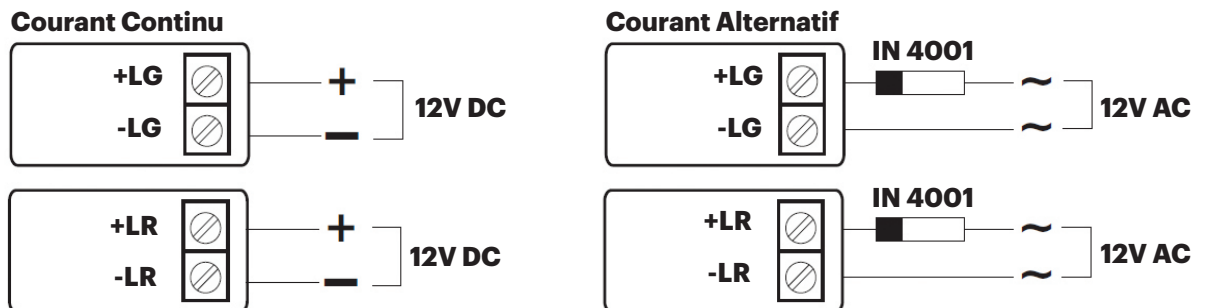 Courant Continu
+LG
-LG
+
−
12V DC
+LR
-LR
+
−
12V DC
Courant Alternatif
IN 4001
+LG
-LG
~
~
12V AC
IN 4001
+LR
-LR
~
~
12V AC